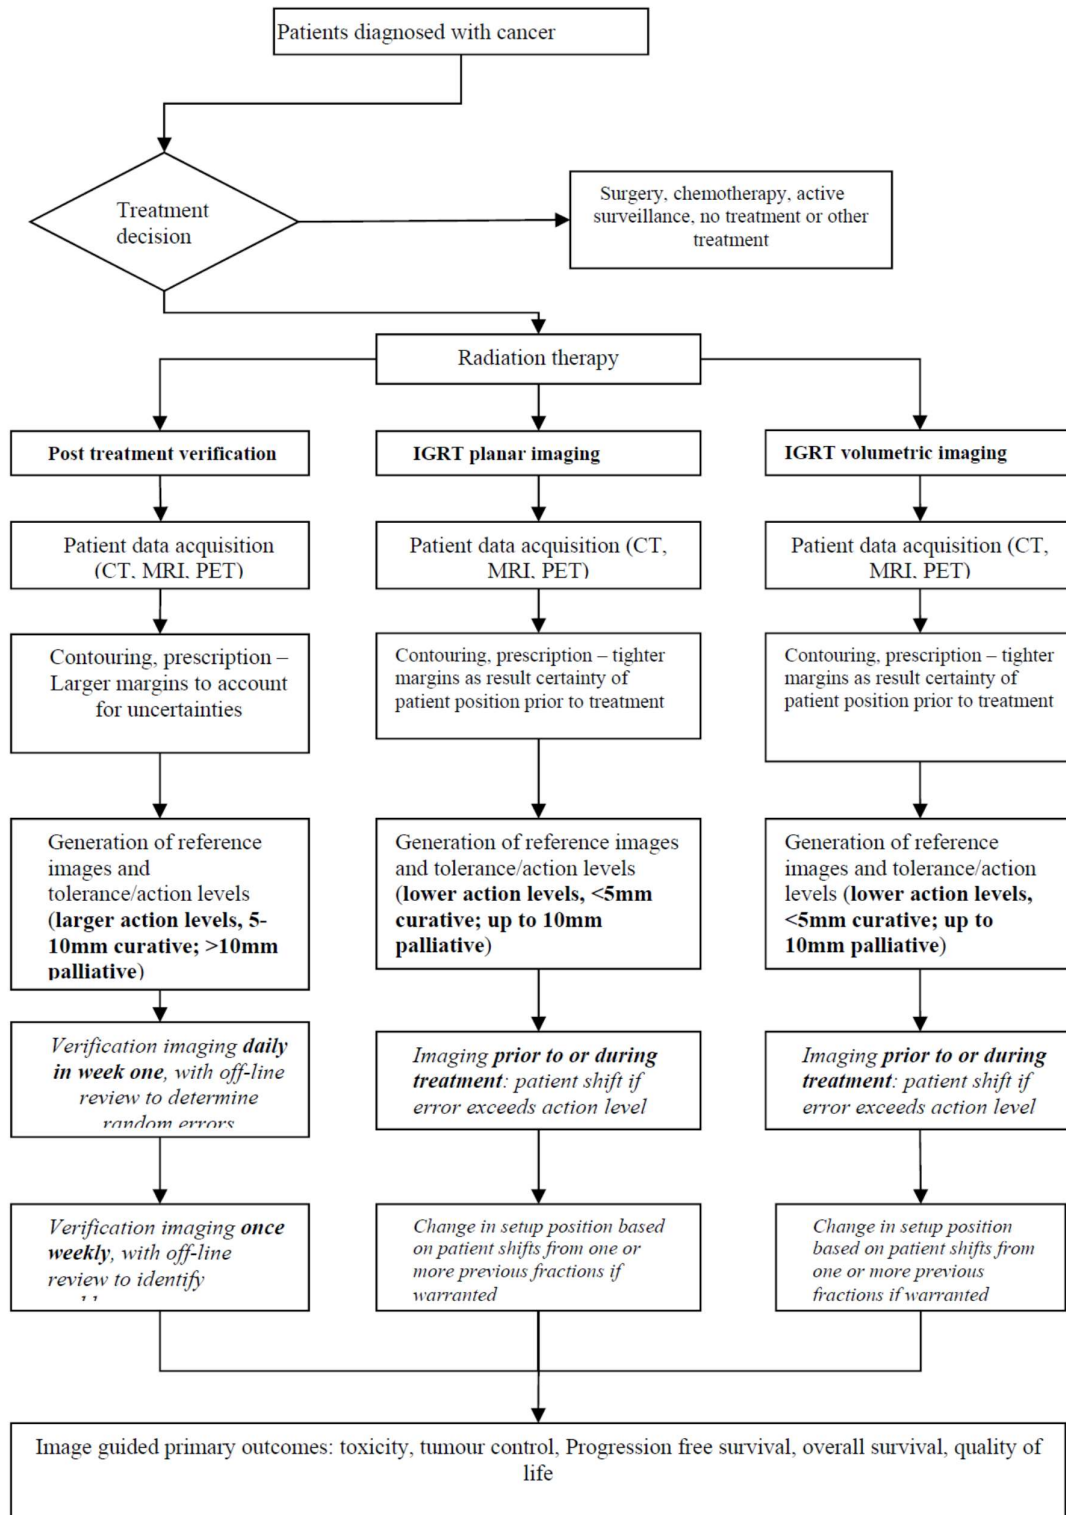 Patients diagnosed with cancer
Treatment
decision
Surgery, chemotherapy, active
surveillance, no treatment or other
treatment
Radiation therapy
Post treatment verification
IGRT planar imaging
IGRT volumetric imaging
Patient data acquisition
(CT, MRI, PET)
Patient data acquisition (CT,
MRI, PET)
Patient data acquisition (CT,
MRI, PET)
Contouring, prescription –
Larger margins to account
for uncertainties
Contouring, prescription – tighter
margins as result certainty of
patient position prior to treatment
Contouring, prescription – tighter
margins as result certainty of
patient position prior to treatment
Generation of reference
images and
tolerance/action levels
(larger action levels, 5-
10mm curative; >10mm
palliative)
Generation of reference images
and tolerance/action levels
(lower action levels, <5mm
curative; up to 10mm
palliative)
Generation of reference
images and tolerance/action
levels (lower action levels,
<5mm curative; up to
10mm palliative)
Verification imaging daily
in week one, with off-line
review to determine
random errors
Imaging prior to or during
treatment: patient shift if
error exceeds action level
Imaging prior to or during
treatment: patient shift if
error exceeds action level
Verification imaging once
weekly, with off-line
review to identify
Change in setup position based
on patient shifts from one or
more previous fractions if
warranted
Change in setup position
based on patient shifts from
one or more previous
fractions if warranted
Image guided primary outcomes: toxicity, tumour control, Progression free survival, overall survival, quality of
life